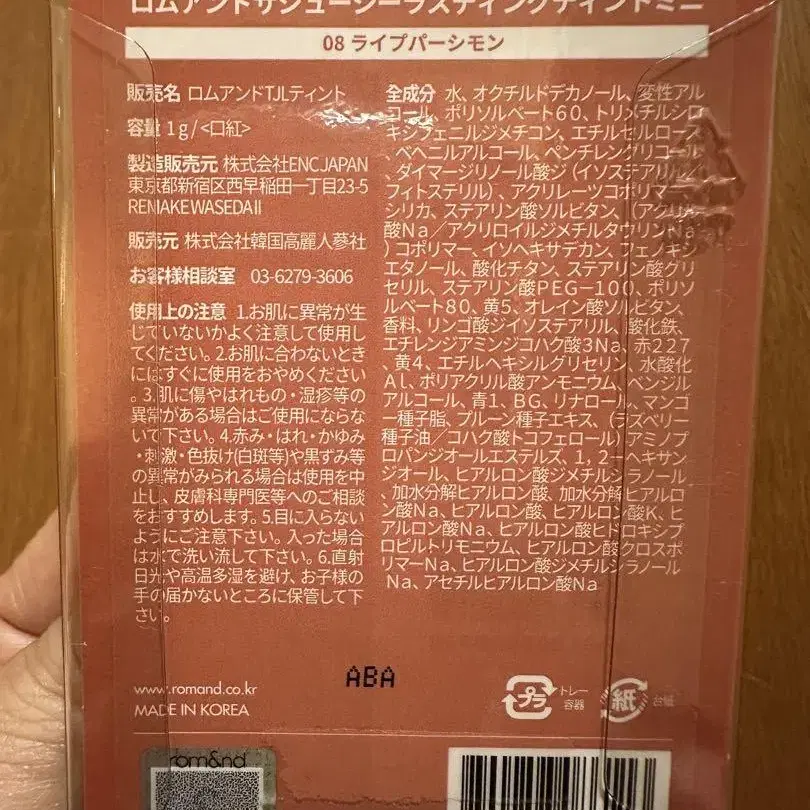 ロムアンドザジューシーラスティングティントミニ
08 ライプパーシモン
販売名 ロムアンドTJLティント
容量 1g/<口紅>
製造販売元 株式会社ENCJAPAN
東京都新宿区西早稲田一丁目23-5
REMAKE WASEDAⅡ
販売元 株式会社韓国高麗人蔘社
お客様相談室 03-6279-3606
使用上の注意 1.お肌に異常が生
じていないかよく注意して使用し
てください。2.お肌に合わないとき
にはすぐに使用をおやめください
。3.肌に傷やはれもの・湿疹等の
異常がある場合はご使用にならな
いで下さい。4.赤み・はれ・かゆみ
・刺激・色抜け(白斑等)や黒ずみ等
の異常がみられる場合は使用を中
止し、皮膚科専門医等へのご相談
をおすすめします。5.目に入らない
ようにご注意下さい。入った場合
は水で洗い流して下さい。6.直射
日光や高温多湿を避け、お子様の
手の届かないところに保管して下
さい。
全成分 水、オクチルドデカノール、変性アル
コール、ポリソルベート60、トリメチルシロ
キシフェニルジメチコン、エチルセルロース
、ベヘニルアルコール、ペンチレングリコール
、ダイマージリノール酸ジ(イソステアリル/
フィトステリル)、アクリレーツコポリマー、
シリカ、ステアリン酸ソルビタン、(アクリル
酸Na/アクリロイルジメチルタウリンNa
)コポリマー、イソヘキサデカン、フェノキシ
エタノール、酸化チタン、ステアリン酸グリ
セリル、ステアリン酸PEG-100、ポリソ
ルベート80、黄5、オレイン酸ソルビタン、
香料、リンゴ酸ジイソステアリル、酸化鉄、
エチレンジアミンジコハク酸3Na、赤227
、黄4、エチルヘキシルグリセリン、水酸化
Al、ポリアクリル酸アンモニウム、ベンジル
アルコール、青1、BG、リナロール、マンゴ
ー種子脂、プルーン種子エキス、(ラズベリー
種子油/コハク酸トコフェロール)アミノプ
ロパンジオールエステルズ、1,2-ヘキサン
ジオール、ヒアルロン酸ジメチルシラノール
、加水分解ヒアルロン酸、加水分解ヒアルロ
ン酸Na、ヒアルロン酸、ヒアルロン酸K、ヒ
アルロン酸Na、ヒアルロン酸ヒドロキシプ
ロピルトリモニウム、ヒアルロン酸クロスポ
リマーNa、ヒアルロン酸ジメチルシラノール
Na、アセチルヒアルロン酸Na
ABA
www.romand.co.kr
MADE IN KOREA
プラ
トレー
容器
紙
台紙
rom&nd